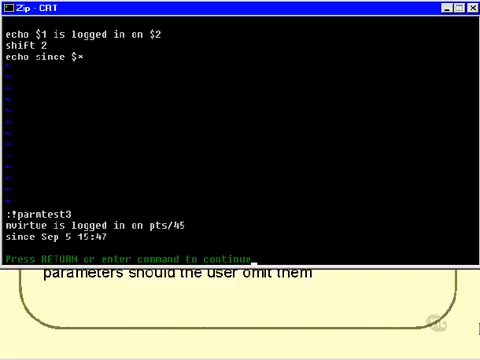 Zip - CAT
echo $1 is logged in on $2
shift 2
echo since $*
~
~
~
~
~
~
~
~
~
~
~
~
~
:!parmtest3
nvirtue is logged in on pts/45
since Sep 5 15:47
Press RETURN or enter command to continue
parameters should the user omit them